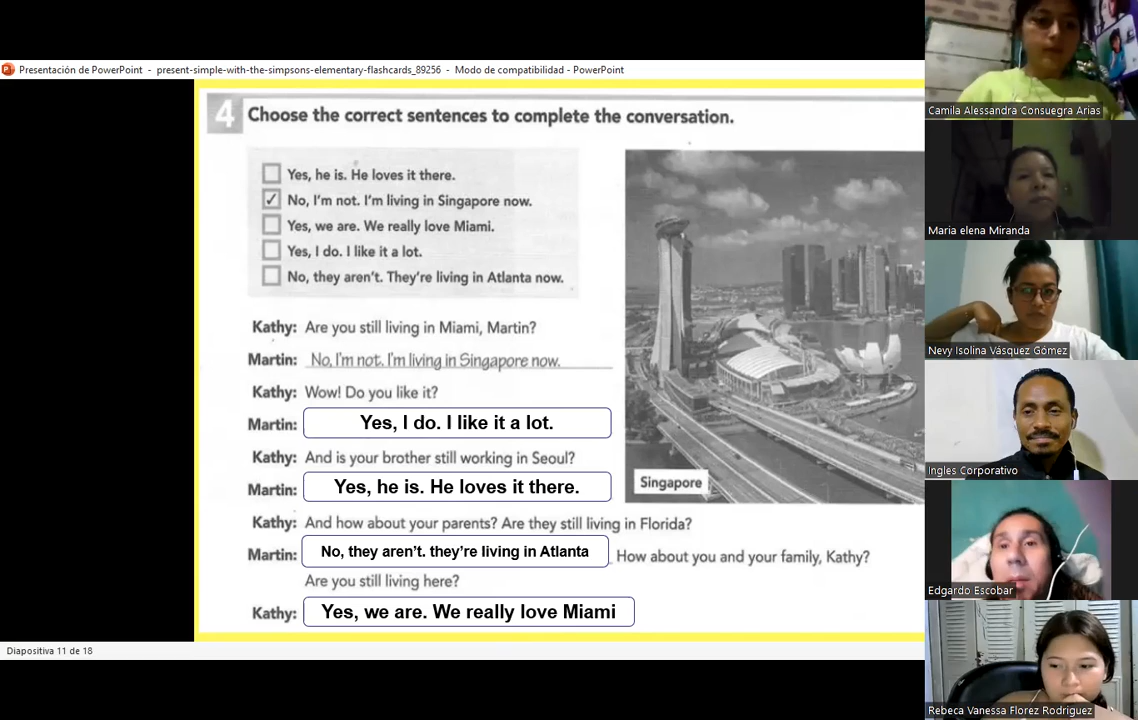 Presentación de PowerPoint - present-simple-with-the-simpsons-elementary-flashcards_89256 - Modo de compatibilidad - PowerPoint
4 Choose the correct sentences to complete the conversation.
Yes, he is. He loves it there.
✓ No, I'm not. I'm living in Singapore now.
Yes, we are. We really love Miami.
Yes, I do. I like it a lot.
No, they aren't. They're living in Atlanta now.
Kathy: Are you still living in Miami, Martin?
Martin: No, I'm not. I'm living in Singapore now.
Kathy: Wow! Do you like it?
Martin: Yes, I do. I like it a lot.
Kathy: And is your brother still working in Seoul?
Martin: Yes, he is. He loves it there.
Kathy: And how about your parents? Are they still living in Florida?
Martin: No, they aren't. they're living in Atlanta How about you and your family, Kathy?
Are you still living here?
Kathy: Yes, we are. We really love Miami
Singapore
Diapositiva 11 de 18
Camila Alessandra Consuegra Arias
Maria elena Miranda
Nevy Isolina Vásquez Gómez
Ingles Corporativo
Edgardo Escobar
Rebeca Vanessa Florez Rodriguez